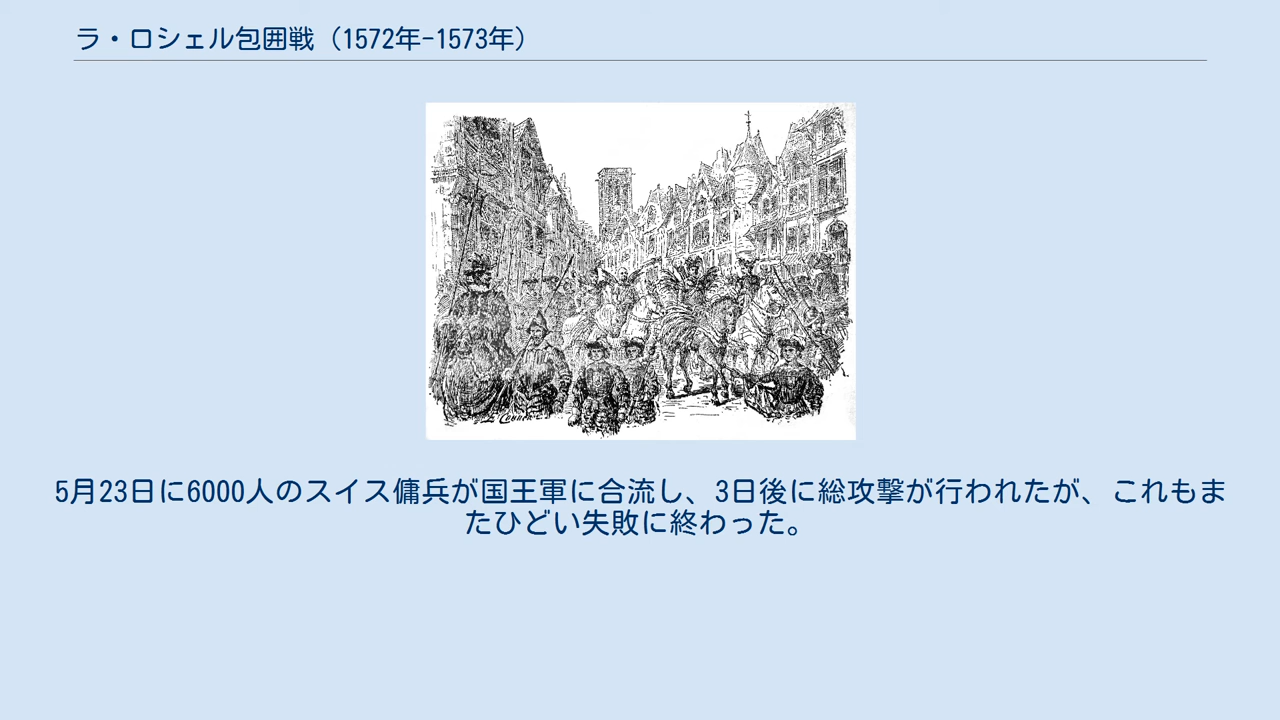 ラ・ロシェル包囲戦（1572年-1573年）
5月23日に6000人のスイス傭兵が国王軍に合流し、3日後に総攻撃が行われたが、これもま
たひどい失敗に終わった。